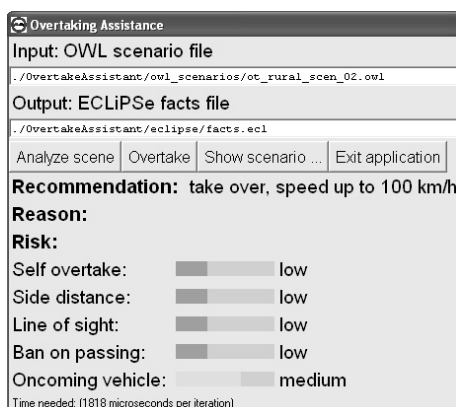 Overtaking Assistance
Input: OWL scenario file
./OvertakeAssistant/owl_scenarios/ot_rural_scen_02.owl
Output: ECLiPSe facts file
./OvertakeAssistant/eclipse/facts.ecl
Analyze scene Overtake Show scenario ... Exit application
Recommendation: take over, speed up to 100 km/h
Reason:
Risk:
Self overtake: low
Side distance: low
Line of sight: low
Ban on passing: low
Oncoming vehicle: medium
Time needed: (1818 microseconds per iteration)